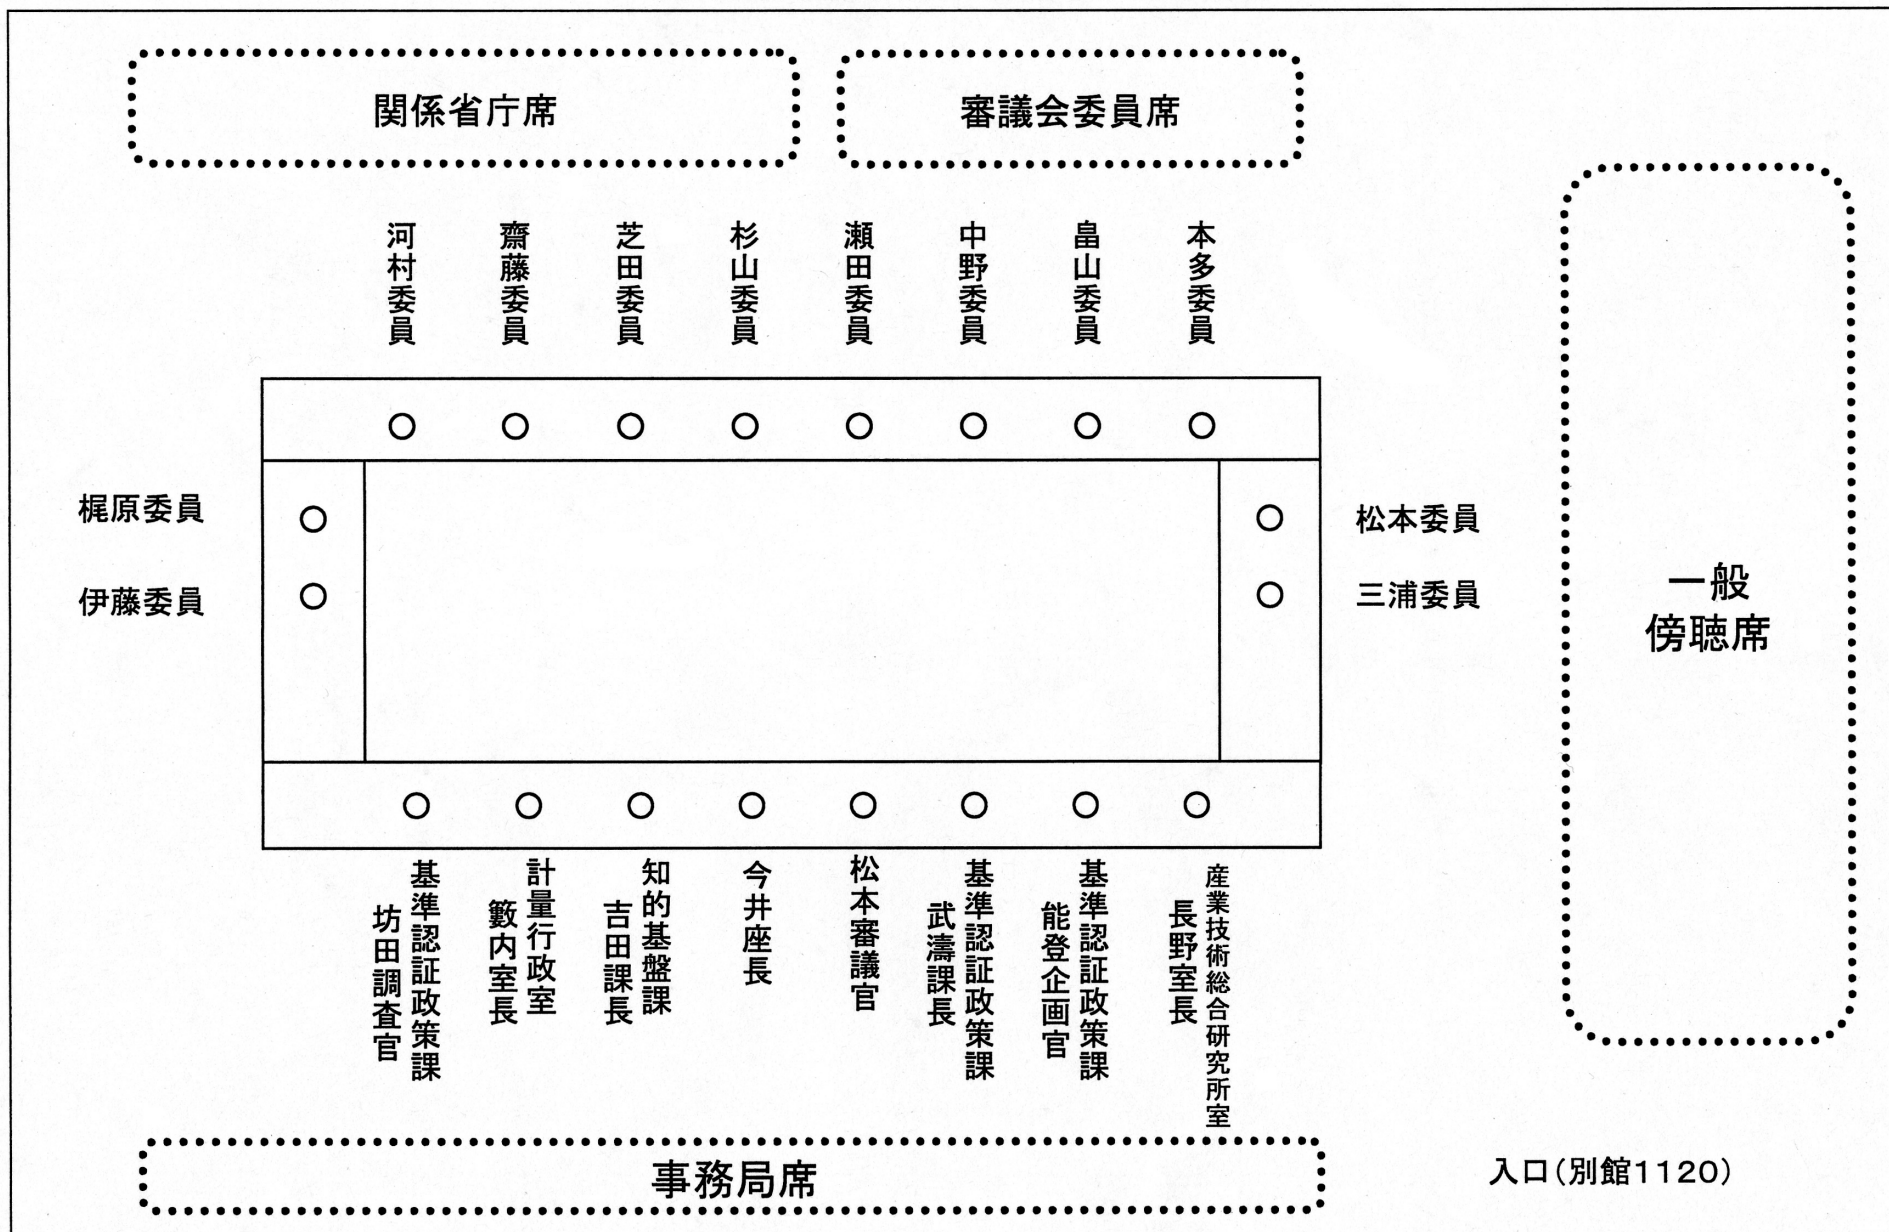 関係省庁席
審議会委員席
河村委員
齋藤委員
芝田委員
杉山委員
瀬田委員
中野委員
畠山委員
本多委員
梶原委員
伊藤委員
松本委員
三浦委員
一般
傍聴席
基準認証政策課
坊田調査官
計量行政室
籔内室長
知的基盤課
吉田課長
今井座長
松本審議官
基準認証政策課
武濤課長
基準認証政策課
能登企画官
産業技術総合研究所室
長野室長
事務局席
入口(別館1120)